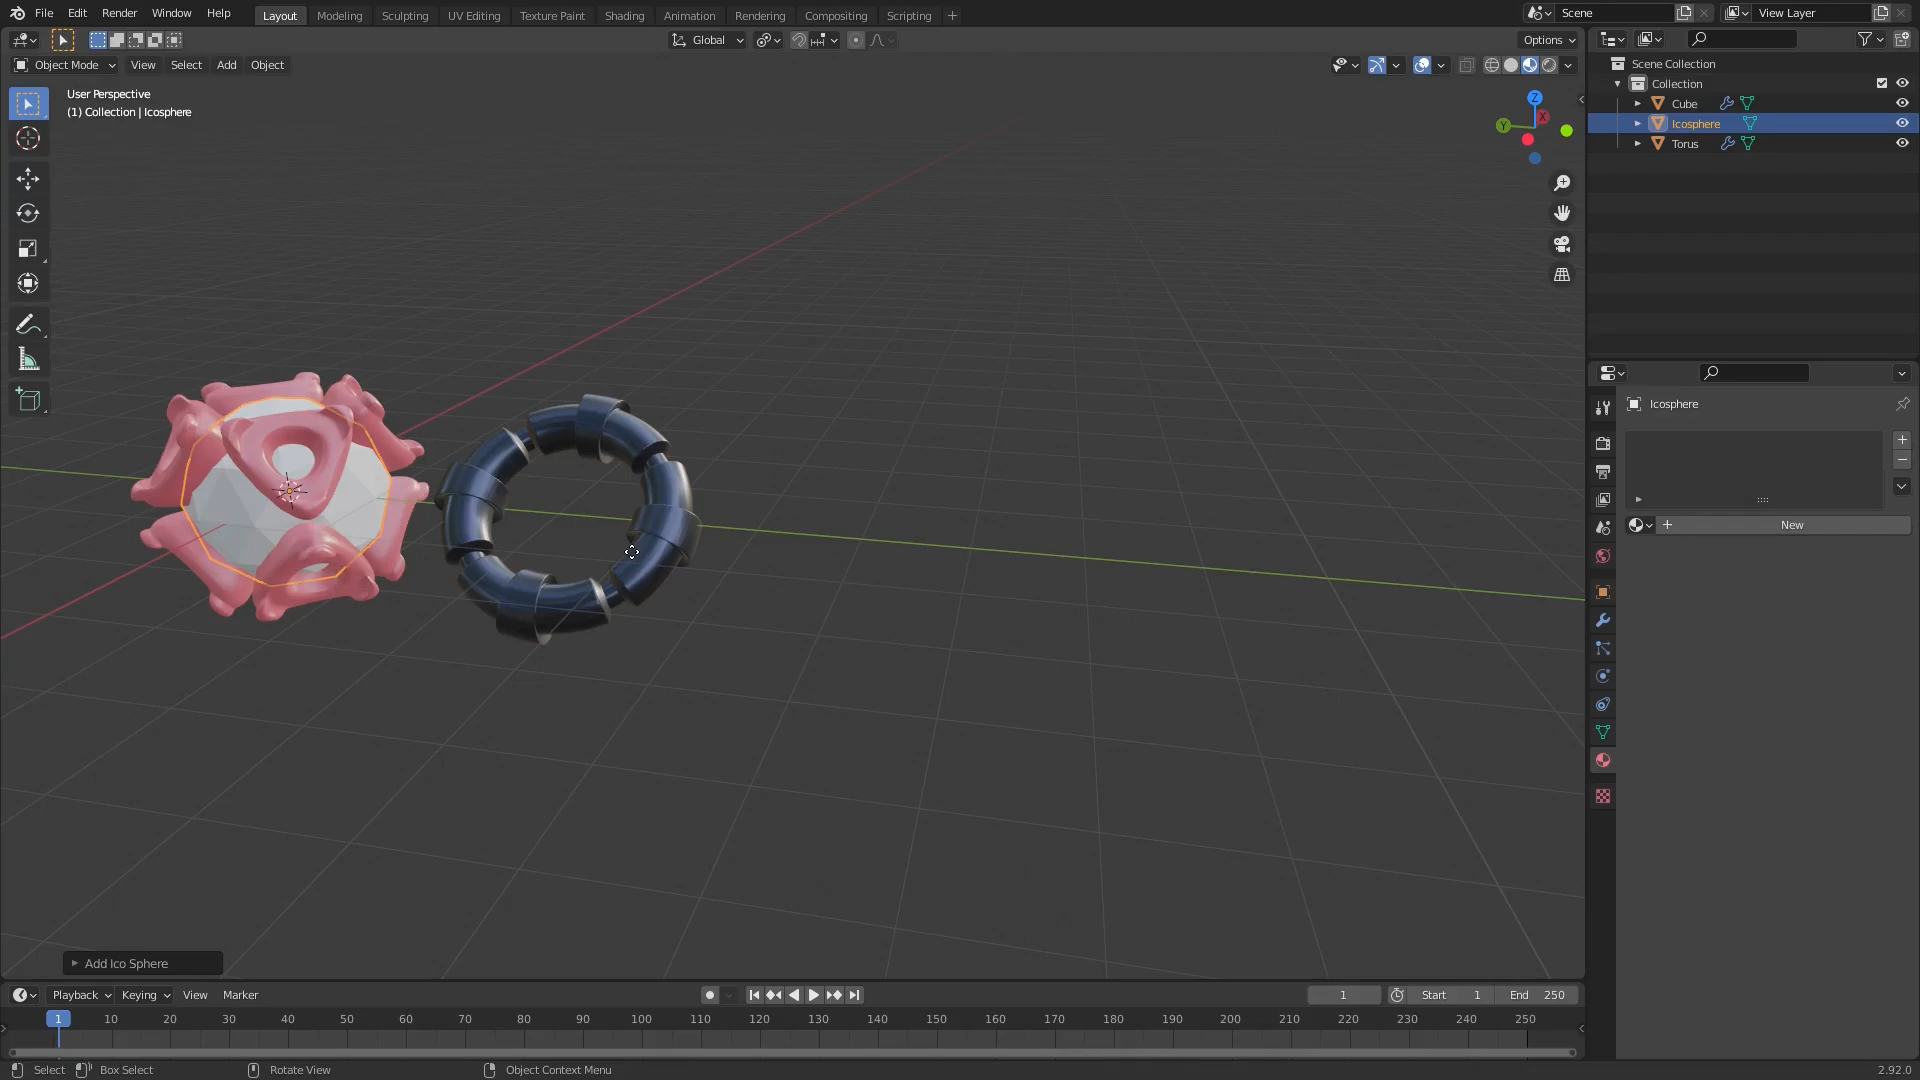 File Edit Render Window Help Layout Modeling Sculpting UV Editing Texture Paint Shading Animation Rendering Compositing Scripting + Scene View Layer
Global Options
Object Mode View Select Add Object
User Perspective
(1) Collection | Icosphere
Z
X
Y
Scene Collection
Collection
Cube
Icosphere
Torus
Icosphere
New
Add Ico Sphere
Playback Keying View Marker 1 Start 1 End 250
1 10 20 30 40 50 60 70 80 90 100 110 120 130 140 150 160 170 180 190 200 210 220 230 240 250
Select Box Select Rotate View Object Context Menu 2.92.0